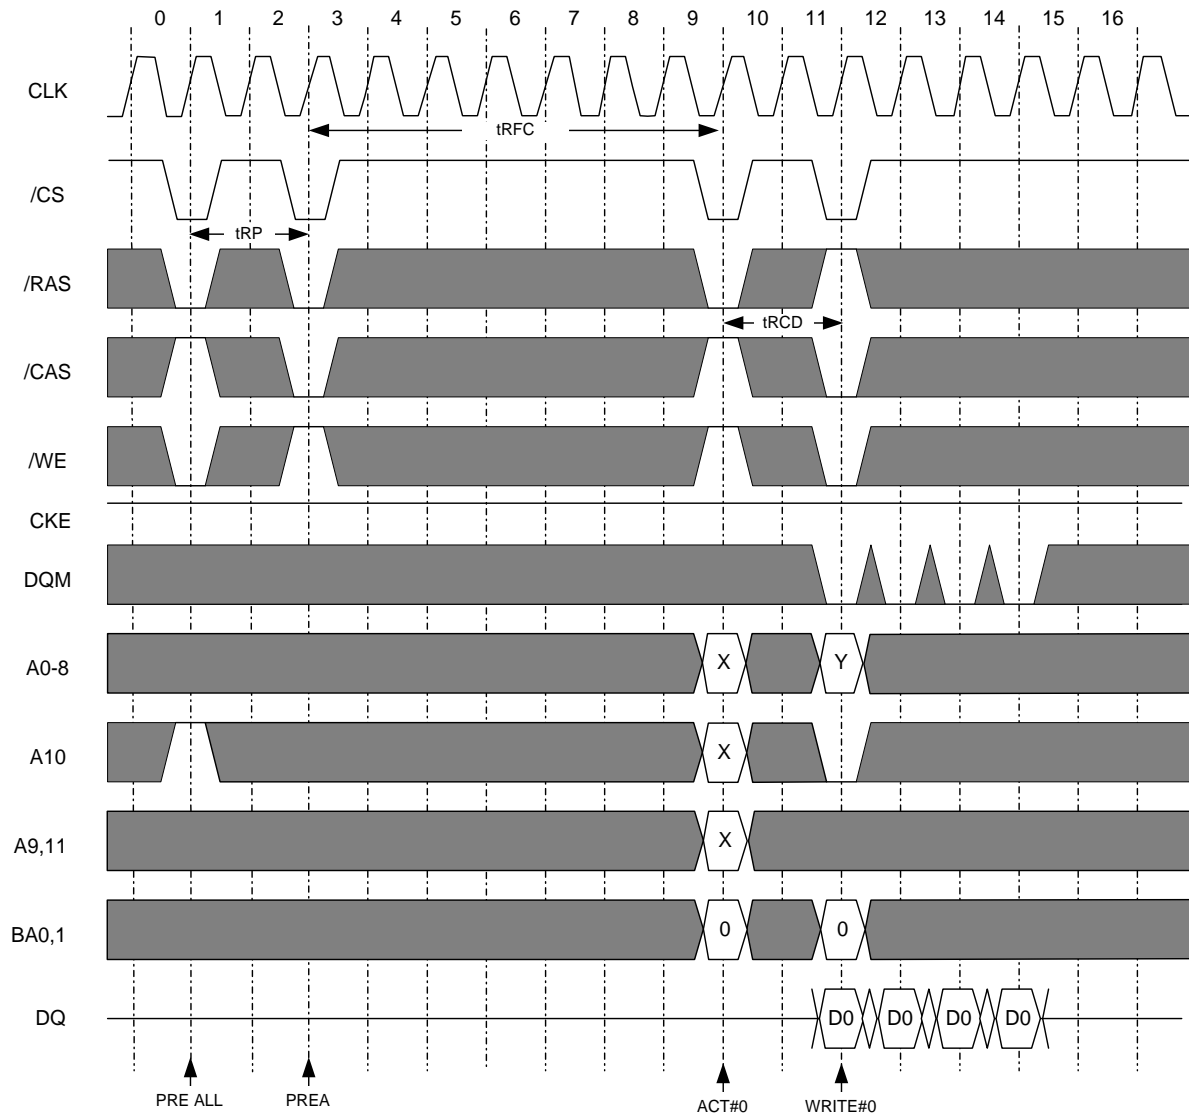 0 1 2 3 4 5 6 7 8 9 10 11 12 13 14 15 16
CLK
tRFC
/CS
tRP
/RAS
tRCD
/CAS
/WE
CKE
DQM
A0-8 X Y
A10 X
A9,11 X
BA0,1 0 0
DQ D0 D0 D0 D0
PRE ALL PREA ACT#0 WRITE#0